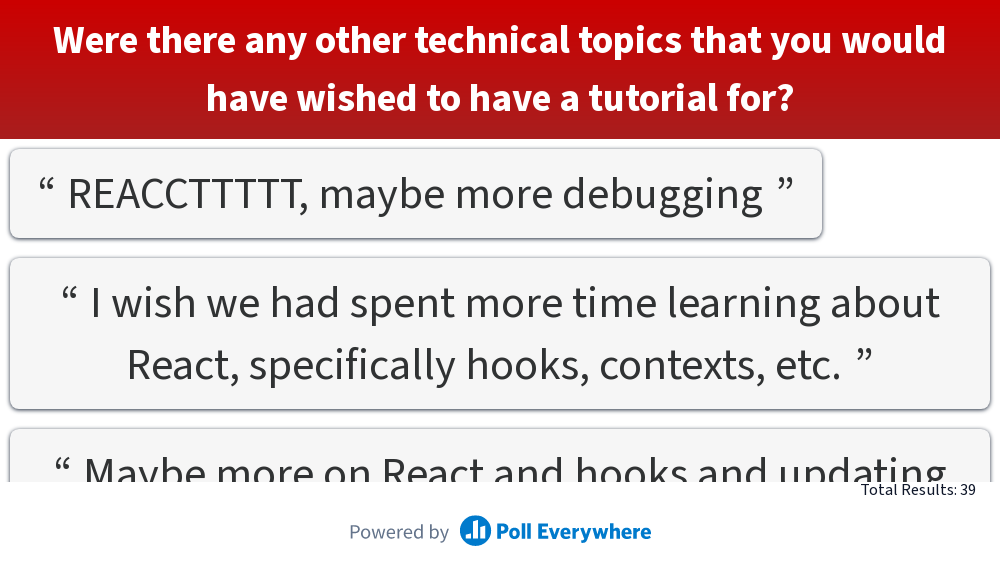 Were there any other technical topics that you would
have wished to have a tutorial for?
“ REACCTTTTT, maybe more debugging ”
“ I wish we had spent more time learning about
React, specifically hooks, contexts, etc. ”
“ Maybe more on React and hooks and updating
Total Results: 39
Powered by Poll Everywhere